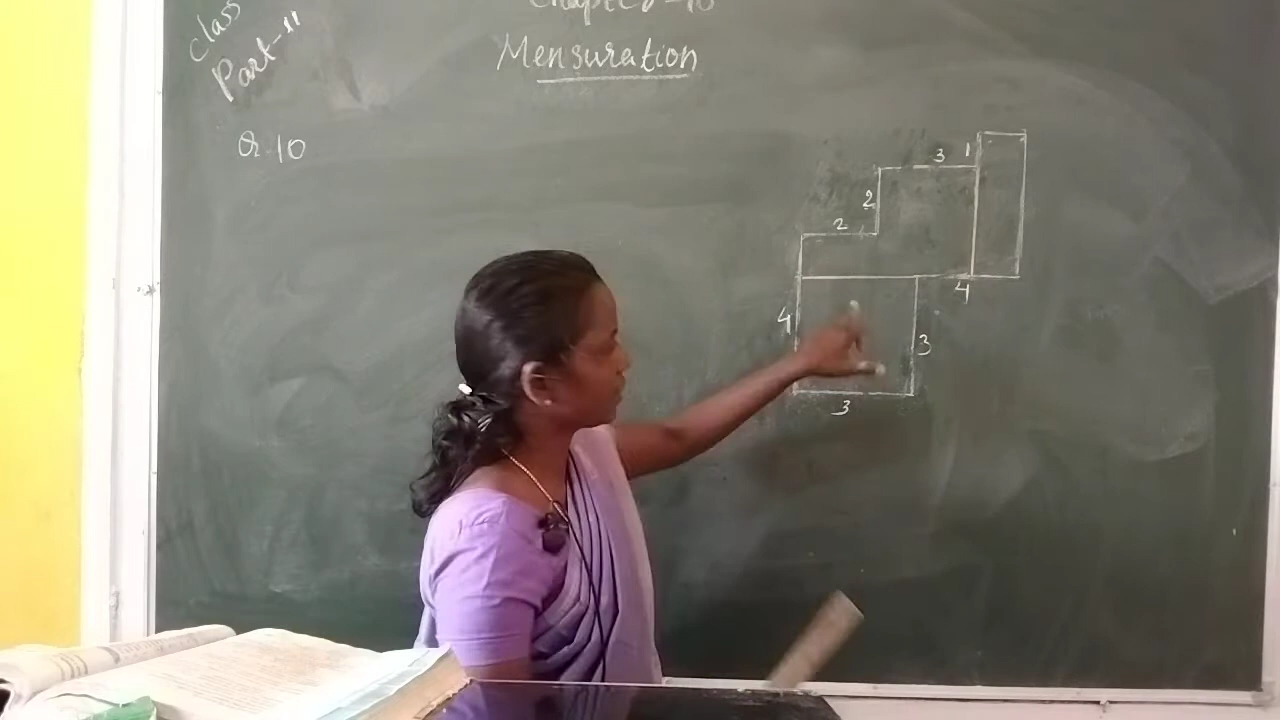 Class
Part-11
Chapter-10
Mensuration
Q.10
3 1
2
2
4
4
3
3